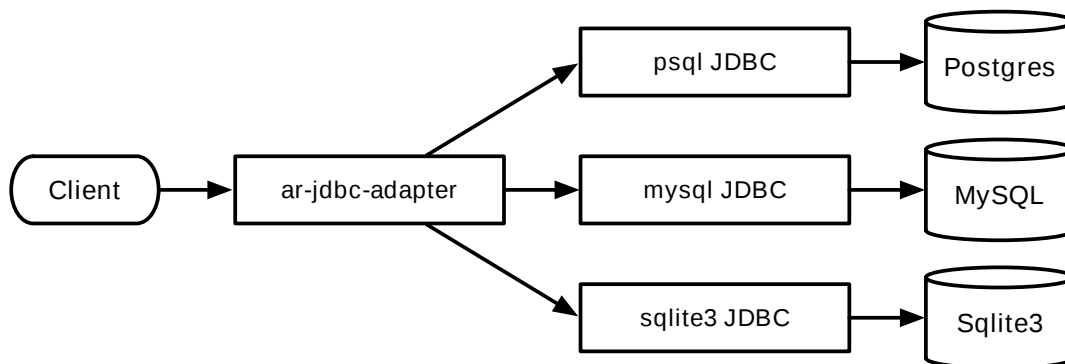 psql JDBC
Postgres
Client
ar-jdbc-adapter
mysql JDBC
MySQL
sqlite3 JDBC
Sqlite3